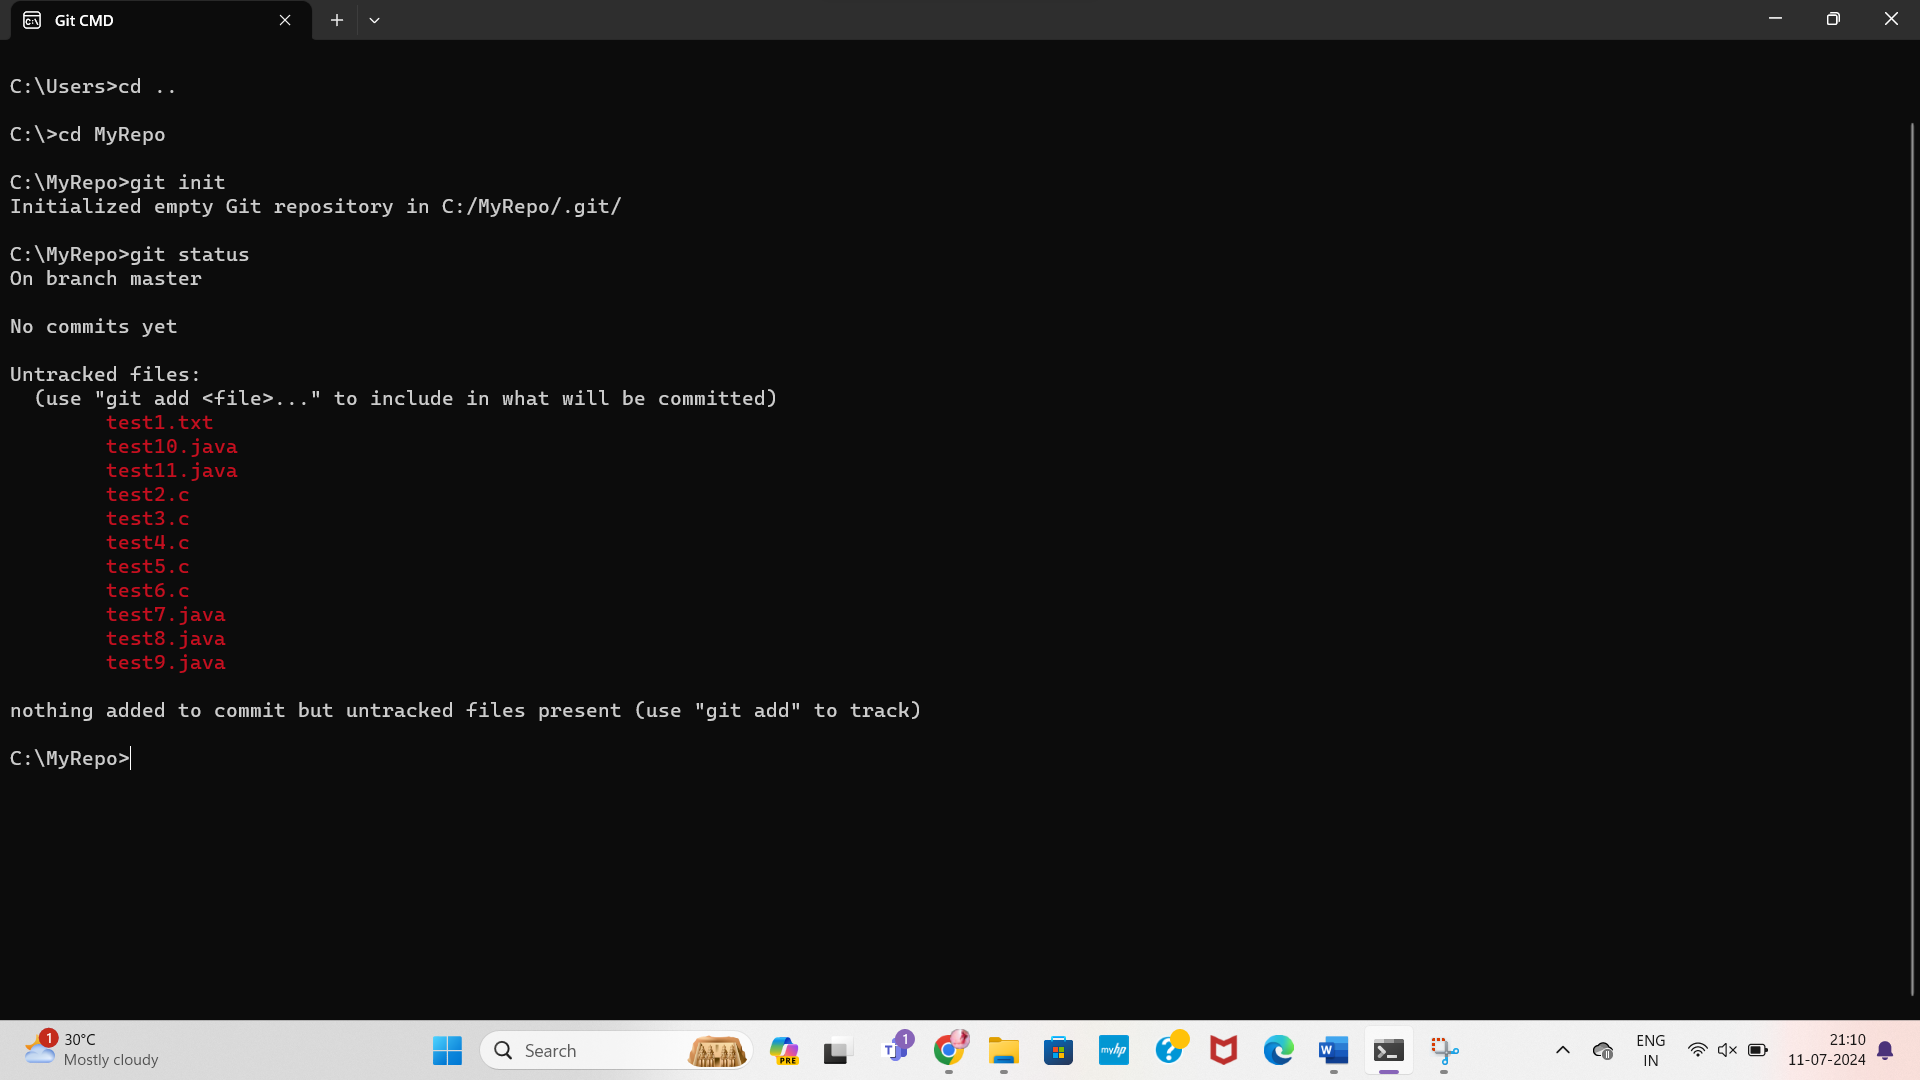 Git CMD
C:\Users>cd ..
C:\>cd MyRepo
C:\MyRepo>git init
Initialized empty Git repository in C:/MyRepo/.git/
C:\MyRepo>git status
On branch master
No commits yet
Untracked files:
  (use "git add <file>..." to include in what will be committed)
        test1.txt
        test10.java
        test11.java
        test2.c
        test3.c
        test4.c
        test5.c
        test6.c
        test7.java
        test8.java
        test9.java
nothing added to commit but untracked files present (use "git add" to track)
C:\MyRepo>
1
30°C
Mostly cloudy
Search
PRE
1
T
myhp
?
W
ENG
IN
21:10
11-07-2024